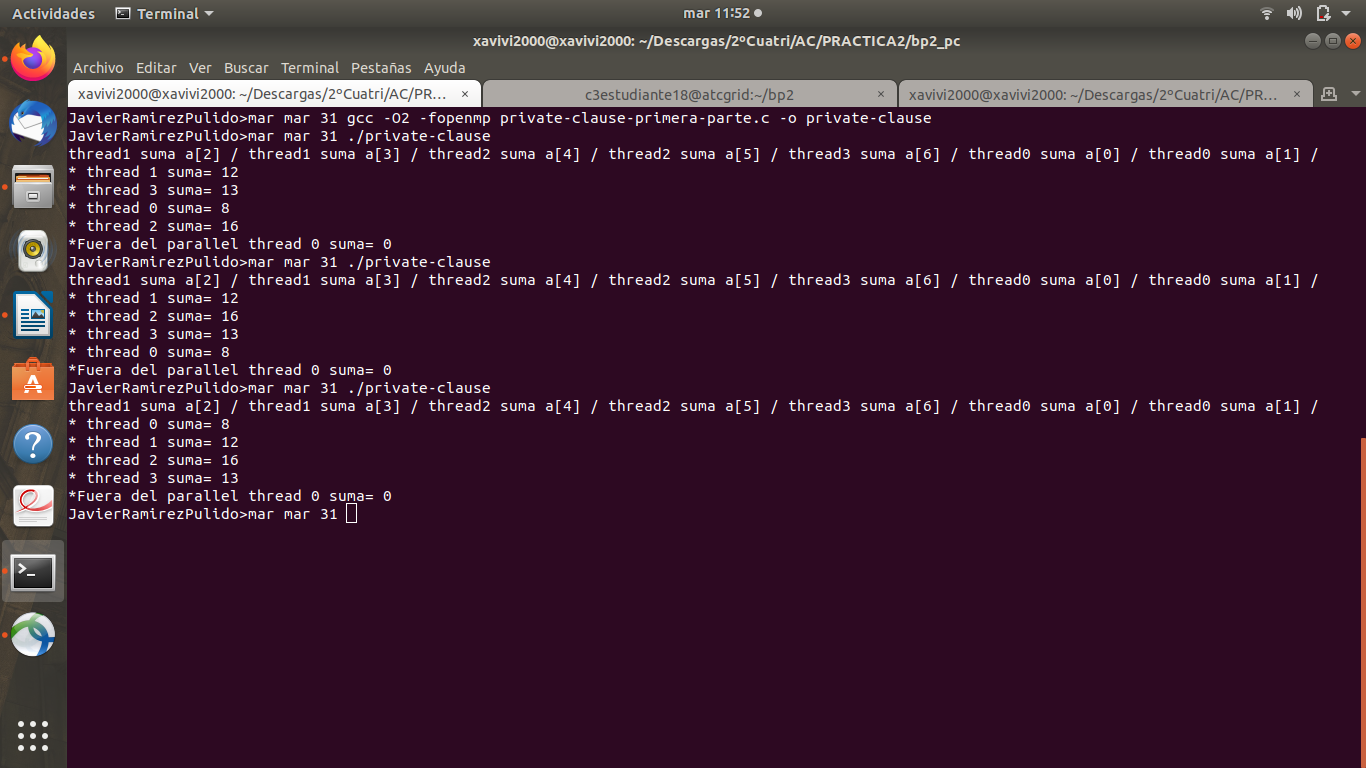 Actividades Terminal mar 11:52
xavivi2000@xavivi2000: ~/Descargas/2ºCuatri/AC/PRACTICA2/bp2_pc
Archivo Editar Ver Buscar Terminal Pestañas Ayuda
xavivi2000@xavivi2000: ~/Descargas/2ºCuatri/AC/PR... × c3estudiante18@atcgrid:~/bp2 × xavivi2000@xavivi2000: ~/Descargas/2ºCuatri/AC/PR... ×
JavierRamirezPulido>mar mar 31 gcc -O2 -fopenmp private-clause-primera-parte.c -o private-clause
JavierRamirezPulido>mar mar 31 ./private-clause
thread1 suma a[2] / thread1 suma a[3] / thread2 suma a[4] / thread2 suma a[5] / thread3 suma a[6] / thread0 suma a[0] / thread0 suma a[1] /
* thread 1 suma= 12
* thread 3 suma= 13
* thread 0 suma= 8
* thread 2 suma= 16
*Fuera del parallel thread 0 suma= 0
JavierRamirezPulido>mar mar 31 ./private-clause
thread1 suma a[2] / thread1 suma a[3] / thread2 suma a[4] / thread2 suma a[5] / thread3 suma a[6] / thread0 suma a[0] / thread0 suma a[1] /
* thread 1 suma= 12
* thread 2 suma= 16
* thread 3 suma= 13
* thread 0 suma= 8
*Fuera del parallel thread 0 suma= 0
JavierRamirezPulido>mar mar 31 ./private-clause
thread1 suma a[2] / thread1 suma a[3] / thread2 suma a[4] / thread2 suma a[5] / thread3 suma a[6] / thread0 suma a[0] / thread0 suma a[1] /
* thread 0 suma= 8
* thread 1 suma= 12
* thread 2 suma= 16
* thread 3 suma= 13
*Fuera del parallel thread 0 suma= 0
JavierRamirezPulido>mar mar 31